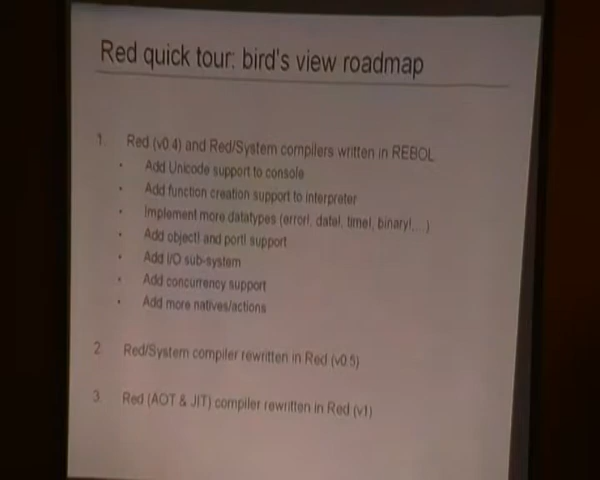 Red quick tour: bird's view roadmap
1. Red (v0.4) and Red/System compilers written in REBOL
• Add Unicode support to console
• Add function creation support to interpreter
• Implement more datatypes (error!, date!, time!, binary!,...)
• Add object! and port! support
• Add I/O sub-system
• Add concurrency support
• Add more natives/actions
2. Red/System compiler rewritten in Red (v0.5)
3. Red (AOT & JIT) compiler rewritten in Red (v1)